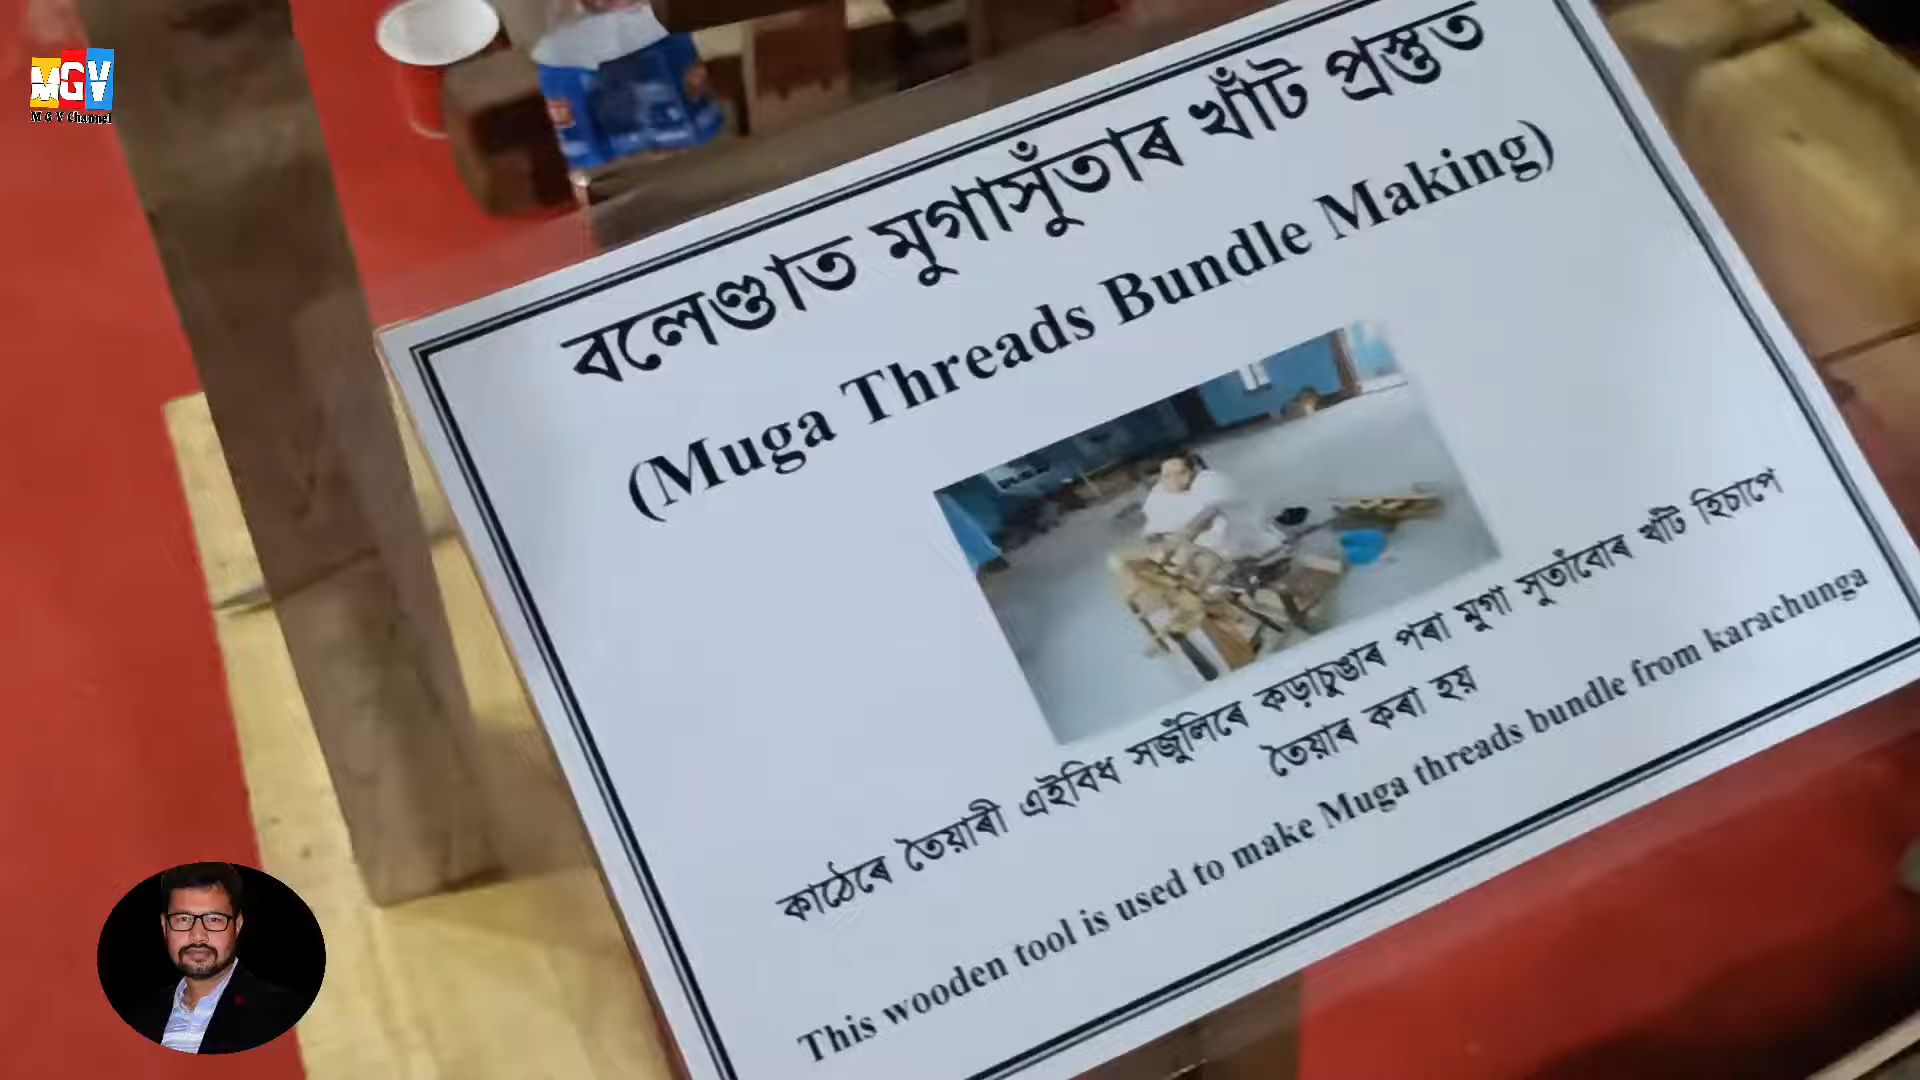 MGV
M & V Channel
বলেণ্ডাত মুগাসুঁতাৰ খাঁট প্ৰস্তুত
(Muga Threads Bundle Making)
কাঠেৰে তৈয়াৰী এইবিধ সজুঁলিৰে কড়াচুঙাৰ পৰা মুগা সুতাঁবোৰ খাঁট হিচাপে
তৈয়াৰ কৰা হয়
This wooden tool is used to make Muga threads bundle from karachunga